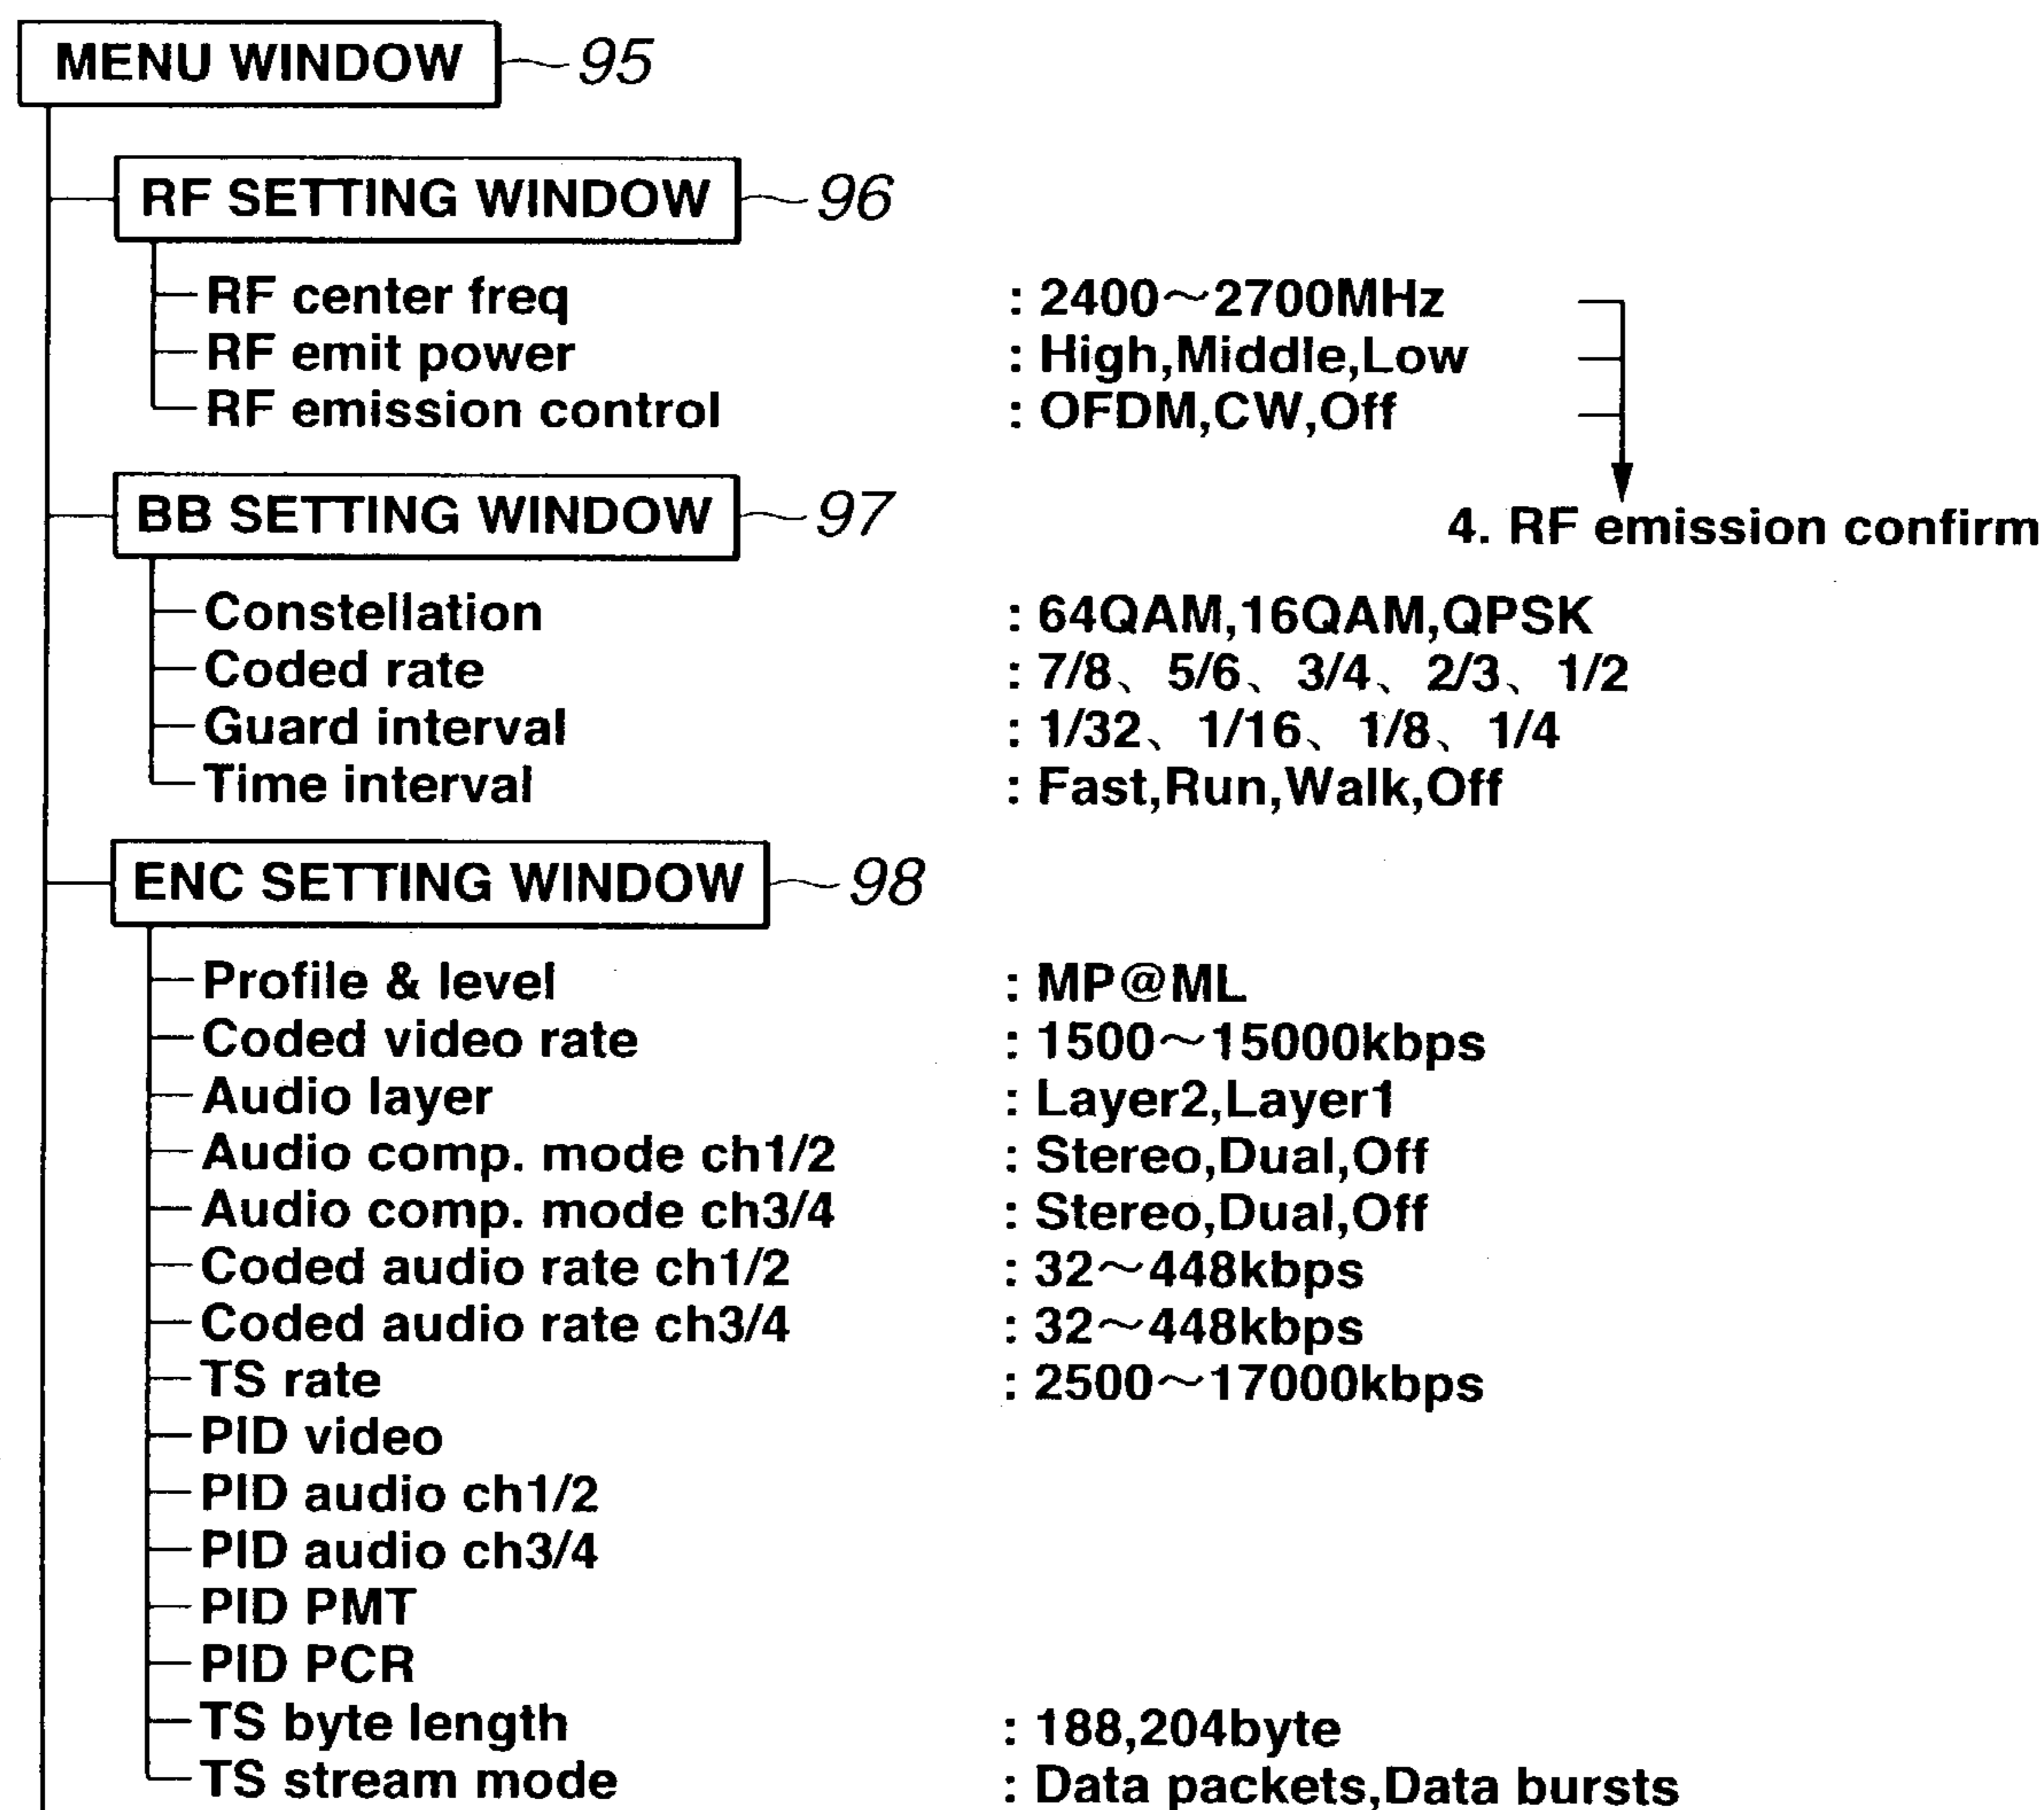 MENU WINDOW 95
RF SETTING WINDOW 96
RF center freq : 2400〜2700MHz
RF emit power : High,Middle,Low
RF emission control : OFDM,CW,Off
BB SETTING WINDOW 97
4. RF emission confirm
Constellation : 64QAM,16QAM,QPSK
Coded rate : 7/8、 5/6、 3/4、 2/3、 1/2
Guard interval : 1/32、 1/16、 1/8、 1/4
Time interval : Fast,Run,Walk,Off
ENC SETTING WINDOW 98
Profile & level : MP@ML
Coded video rate : 1500〜15000kbps
Audio layer : Layer2,Layer1
Audio comp. mode ch1/2 : Stereo,Dual,Off
Audio comp. mode ch3/4 : Stereo,Dual,Off
Coded audio rate ch1/2 : 32〜448kbps
Coded audio rate ch3/4 : 32〜448kbps
TS rate : 2500〜17000kbps
PID video
PID audio ch1/2
PID audio ch3/4
PID PMT
PID PCR
TS byte length : 188,204byte
TS stream mode : Data packets,Data bursts